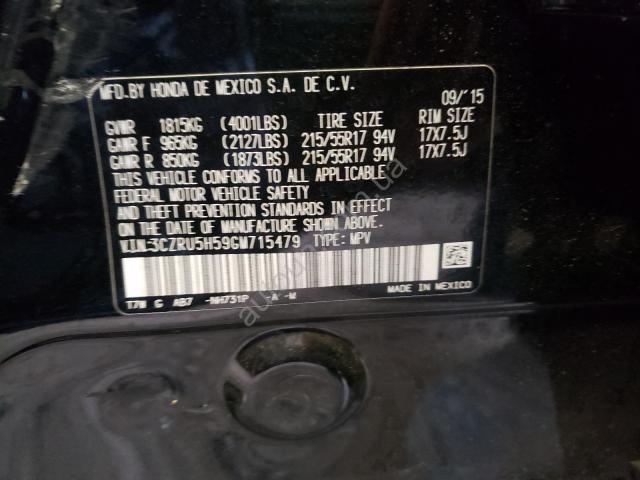 MFD.BY HONDA DE MEXICO S.A. DE C.V. 09/'15
GVWR 1815KG (4001LBS) TIRE SIZE RIM SIZE
GAWR F 965KG (2127LBS) 215/55R17 94V 17X7.5J
GAWR R 850KG (1873LBS) 215/55R17 94V 17X7.5J
THIS VEHICLE CONFORMS TO ALL APPLICABLE
FEDERAL MOTOR VEHICLE SAFETY
AND THEFT PREVENTION STANDARDS IN EFFECT
ON THE DATE OF MANUFACTURE SHOWN ABOVE.
V.I.N:3CZRU5H59GM715479 TYPE: MPV
T7W G AB7 -NH731P -A -M MADE IN MEXICO